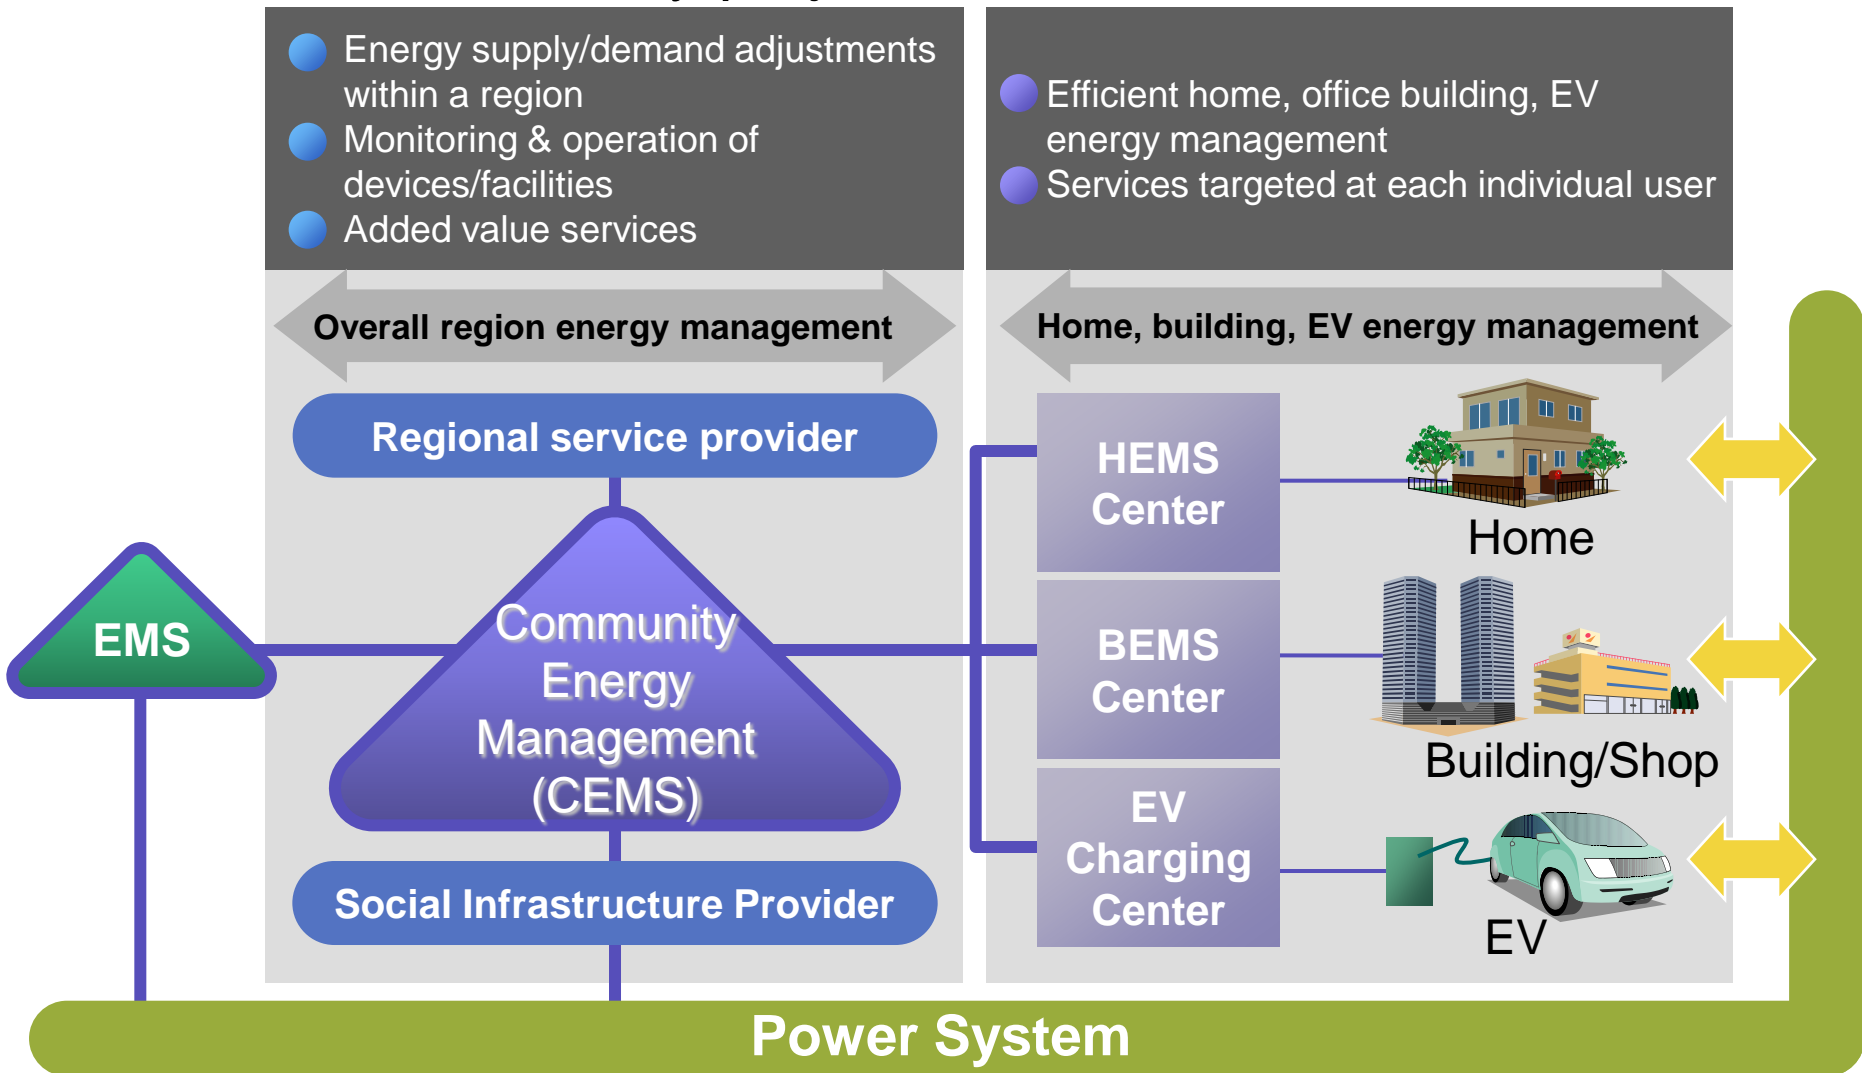 Energy supply/demand adjustments
within a region
Monitoring & operation of
devices/facilities
Added value services
Efficient home, office building, EV
energy management
Services targeted at each individual user
Overall region energy management
Home, building, EV energy management
Regional service provider
HEMS
Center
Home
EMS
Community
Energy
Management
(CEMS)
BEMS
Center
Building/Shop
EV
Charging
Center
EV
Social Infrastructure Provider
Power System